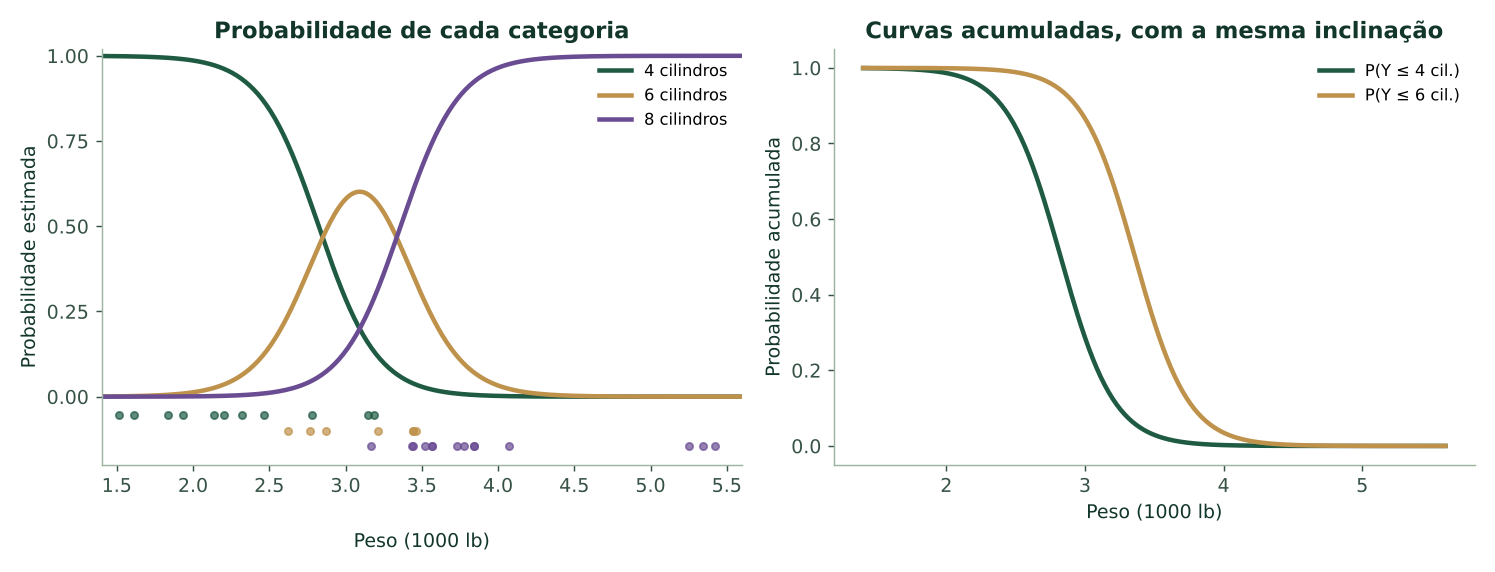 Probabilidade de cada categoria
Probabilidade estimada
1.00
0.75
0.50
0.25
0.00
4 cilindros
6 cilindros
8 cilindros
1.5 2.0 2.5 3.0 3.5 4.0 4.5 5.0 5.5
Peso (1000 lb)
Curvas acumuladas, com a mesma inclinação
Probabilidade acumulada
1.0
0.8
0.6
0.4
0.2
0.0
P(Y ≤ 4 cil.)
P(Y ≤ 6 cil.)
2 3 4 5
Peso (1000 lb)